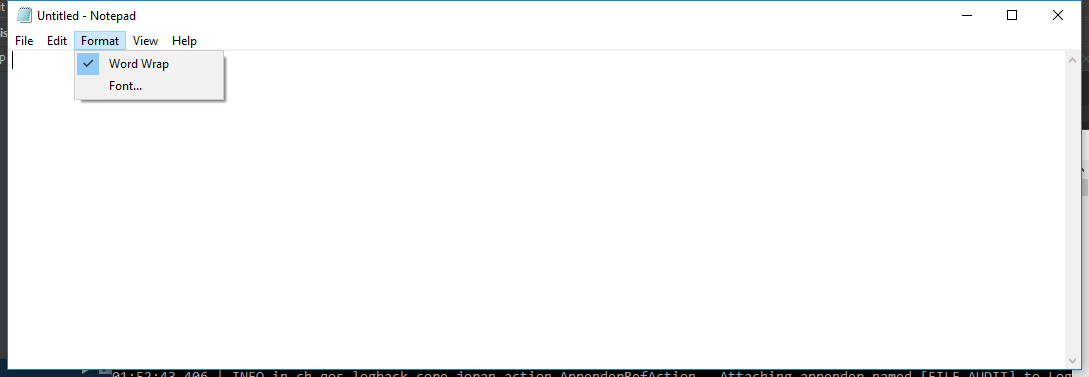 Untitled - Notepad
File Edit Format View Help
Word Wrap
Font...
01:52:43,406 | INFO in ch.qos.logback.core.joran.action.AppenderRefAction - Attaching appender named [FILE_AUDIT] to Log